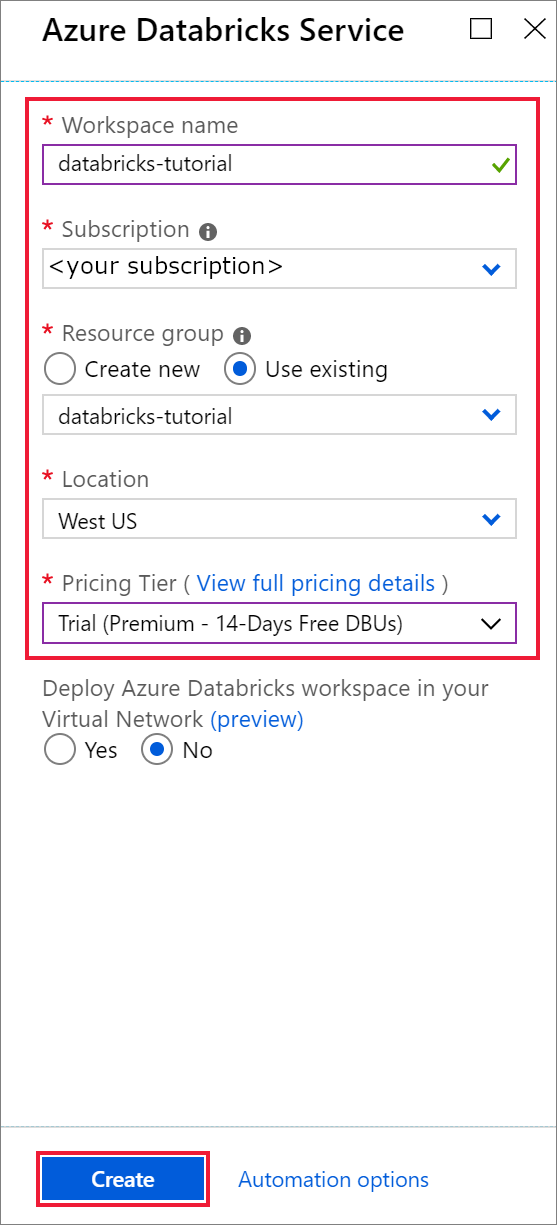 Azure Databricks Service
* Workspace name
databricks-tutorial
* Subscription
<your subscription>
* Resource group
Create new Use existing
databricks-tutorial
* Location
West US
* Pricing Tier ( View full pricing details )
Trial (Premium - 14-Days Free DBUs)
Deploy Azure Databricks workspace in your
Virtual Network (preview)
Yes No
Create Automation options